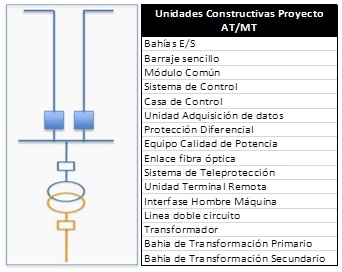 Unidades Constructivas Proyecto
AT/MT
Bahías E/S
Barraje sencillo
Módulo Común
Sistema de Control
Casa de Control
Unidad Adquisición de datos
Protección Diferencial
Equipo Calidad de Potencia
Enlace fibra óptica
Sistema de Teleprotección
Unidad Terminal Remota
Interfase Hombre Máquina
Linea doble circuito
Transformador
Bahia de Transformación Primario
Bahia de Transformación Secundario